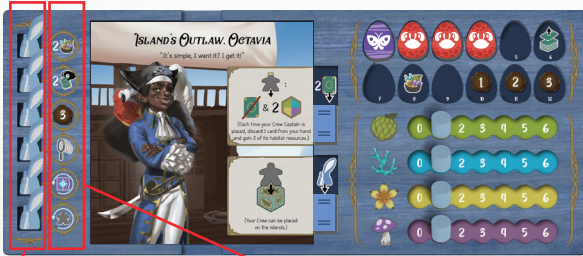 ISLAND'S OUTLAW, OCTAVIA
"It's simple, I want it? I get it!"
2
2
3
:
& 2
(Each time your Crew Captain is
placed, discard 1 card from your hand
and gain 2 of its habitat resources.)
2
(Your Crew can be placed
on the islands.)
5 6
7 8 9 10 11 12
1 2 3
0 2 3 4 5 6
0 2 3 4 5 6
0 2 3 4 5 6
0 2 3 4 5 6